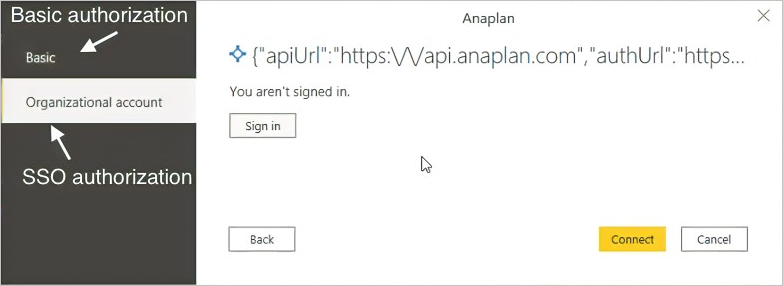 Basic authorization
Anaplan
Basic
{"apiUrl":"https:\/\/api.anaplan.com","authUrl":"https...
You aren't signed in.
Organizational account
Sign in
SSO authorization
Back
Connect
Cancel